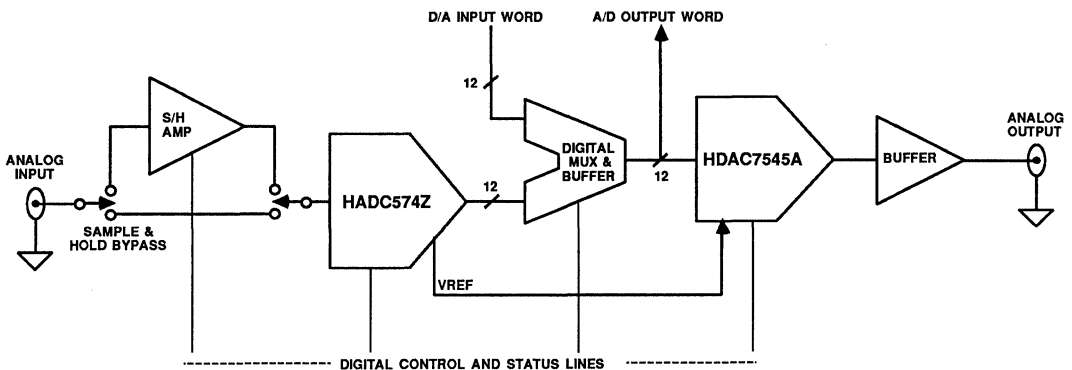 D/A INPUT WORD
A/D OUTPUT WORD
12
S/H
AMP
ANALOG
INPUT
SAMPLE &
HOLD BYPASS
HADC574Z
12
DIGITAL
MUX &
BUFFER
12
HDAC7545A
BUFFER
ANALOG
OUTPUT
VREF
DIGITAL CONTROL AND STATUS LINES